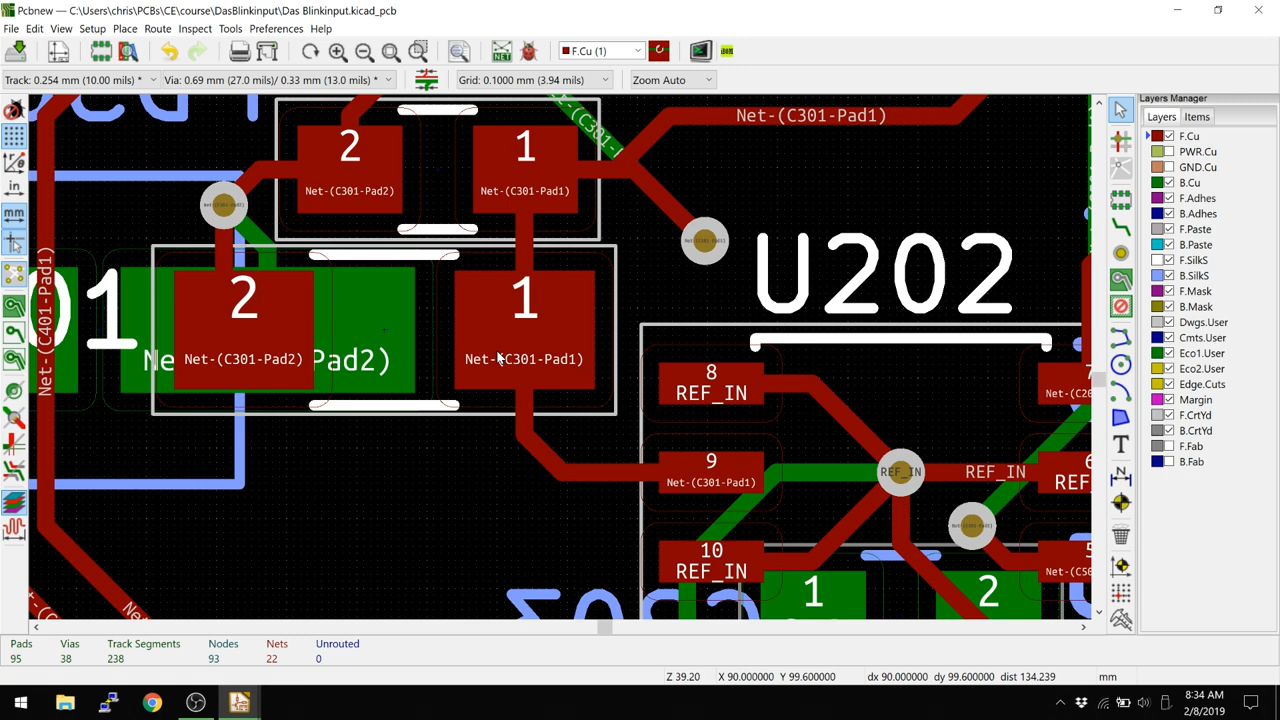 Pcbnew — C:\Users\chris\PCBs\CE\course\DasBlinkinput\Das Blinkinput.kicad_pcb
File Edit View Setup Place Route Inspect Tools Preferences Help
F.Cu (1)
Track: 0.254 mm (10.00 mils) *
Via: 0.69 mm (27.0 mil)/ 0.33 mm (13.0 mils) *
Grid: 0.1000 mm (3.94 mils)
Zoom Auto
in
mm
Net-(C301-Pad1)
2
Net-(C301-Pad2)
1
Net-(C301-Pad1)
2
Net-(C301-Pad2)
1
Net-(C301-Pad1)
Pad2)
01
Net-(C401-Pad1)
U202
8
REF_IN
9
Net-(C301-Pad1)
10
REF_IN
REF_IN
REF_IN
1
2
Layers Manager
Layers Items
F.Cu
PWR.Cu
GND.Cu
B.Cu
F.Adhes
B.Adhes
F.Paste
B.Paste
F.SilkS
B.SilkS
F.Mask
B.Mask
Dwgs.User
Cmts.User
Eco1.User
Eco2.User
Edge.Cuts
Margin
F.CrtYd
B.CrtYd
F.Fab
B.Fab
Pads Vias Track Segments Nodes Nets Unrouted
95 38 238 93 22 0
Z 39.20 X 90.000000 Y 99.600000 dx 90.000000 dy 99.600000 dist 134.239 mm
8:34 AM
2/8/2019